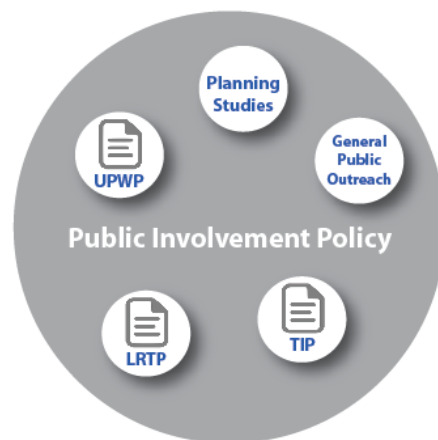 Planning
Studies
General
Public
Outreach
UPWP
Public Involvement Policy
LRTP
TIP